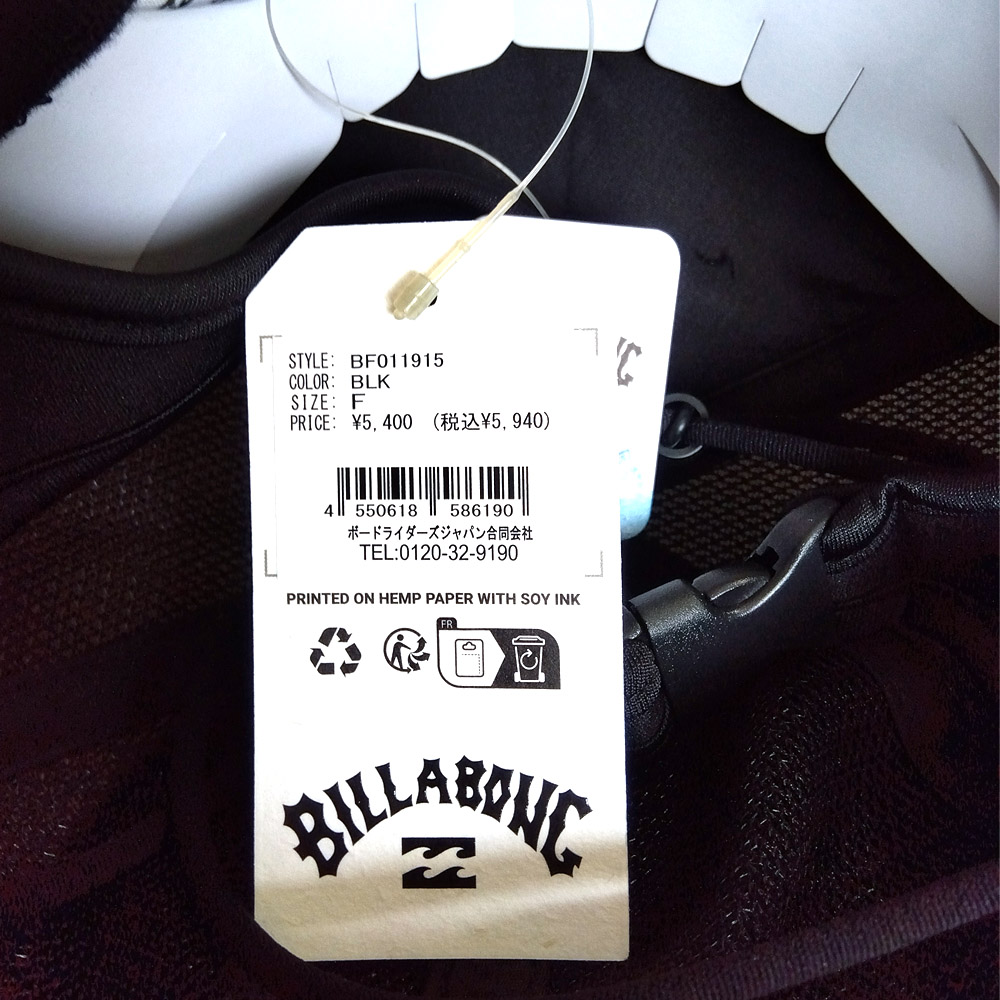 STYLE: BF011915
COLOR: BLK
SIZE: F
PRICE: ¥5,400 (税込¥5,940)
4 550618 586190
ボードライダーズジャパン合同会社
TEL:0120-32-9190
PRINTED ON HEMP PAPER WITH SOY INK
FR
BILLABONG